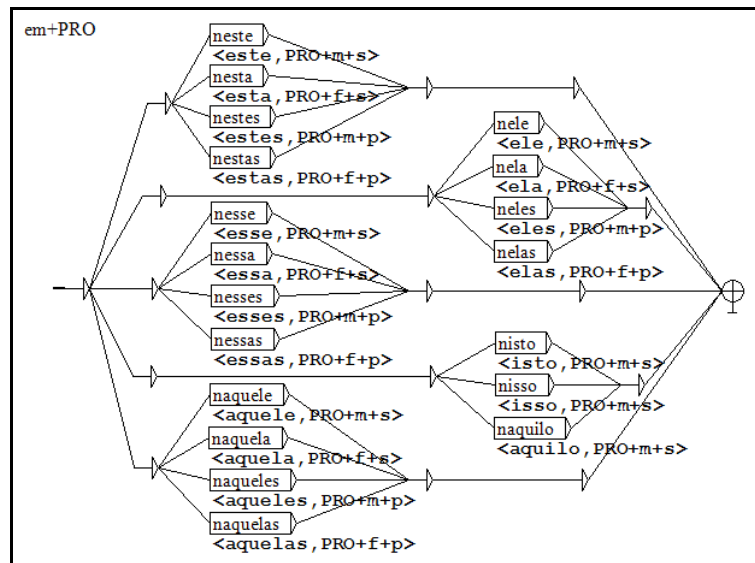 em+PRO
neste
<este,PRO+m+s>
nesta
<esta,PRO+f+s>
nestes
<estes,PRO+m+p>
nestas
<estas,PRO+f+p>
nele
<ele,PRO+m+s>
nela
<ela,PRO+f+s>
neles
<eles,PRO+m+p>
nelas
<elas,PRO+f+p>
nesse
<esse,PRO+m+s>
nessa
<essa,PRO+f+s>
nesses
<esses,PRO+m+p>
nessas
<essas,PRO+f+p>
nisto
<isto,PRO+m+s>
nisso
<isso,PRO+m+s>
naquilo
<aquilo,PRO+m+s>
naquele
<aquele,PRO+m+s>
naquela
<aquela,PRO+f+s>
naqueles
<aqueles,PRO+m+p>
naquelas
<aquelas,PRO+f+p>